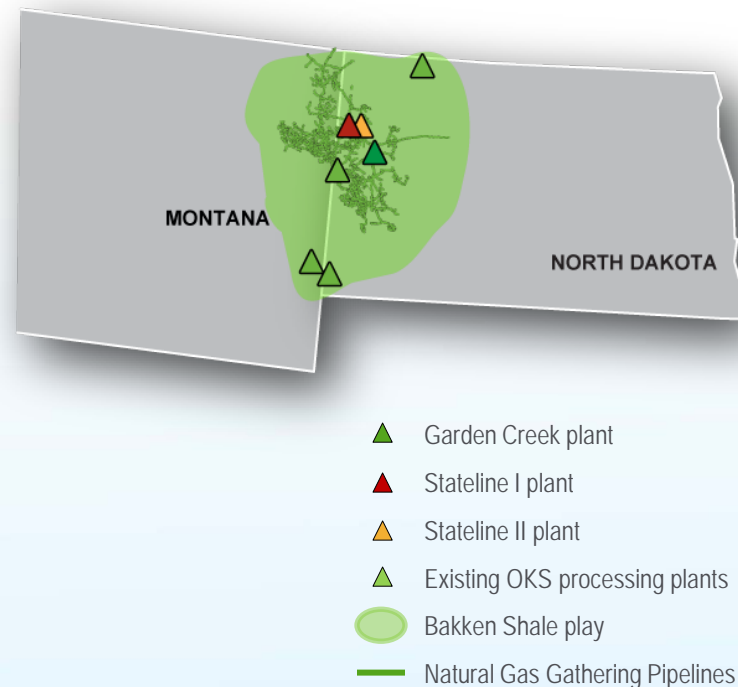 MONTANA
NORTH DAKOTA
Garden Creek plant
Stateline I plant
Stateline II plant
Existing OKS processing plants
Bakken Shale play
Natural Gas Gathering Pipelines